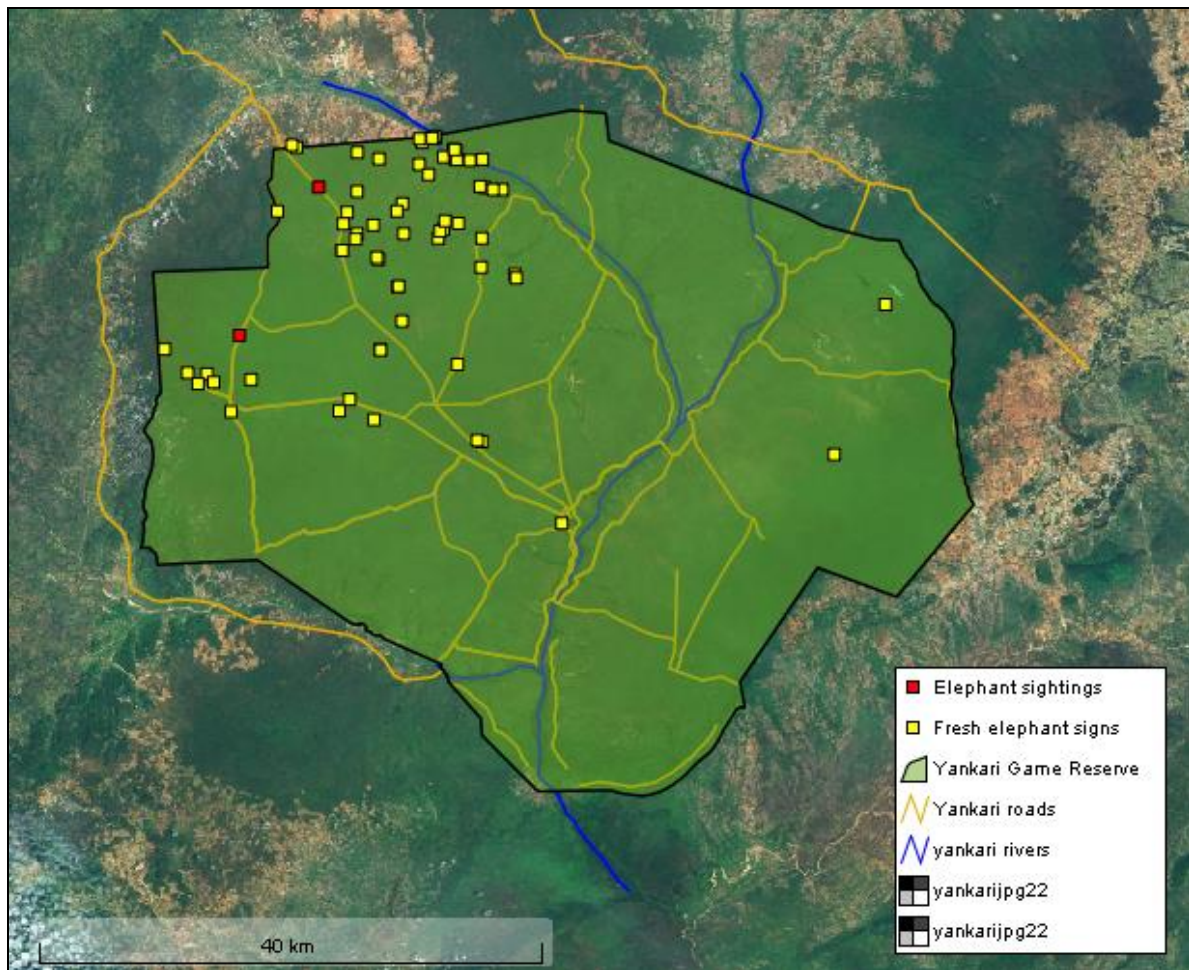 Elephant sightings
Fresh elephant signs
Yankari Game Reserve
Yankari roads
yankari rivers
yankarijpg22
yankarijpg22
40 km